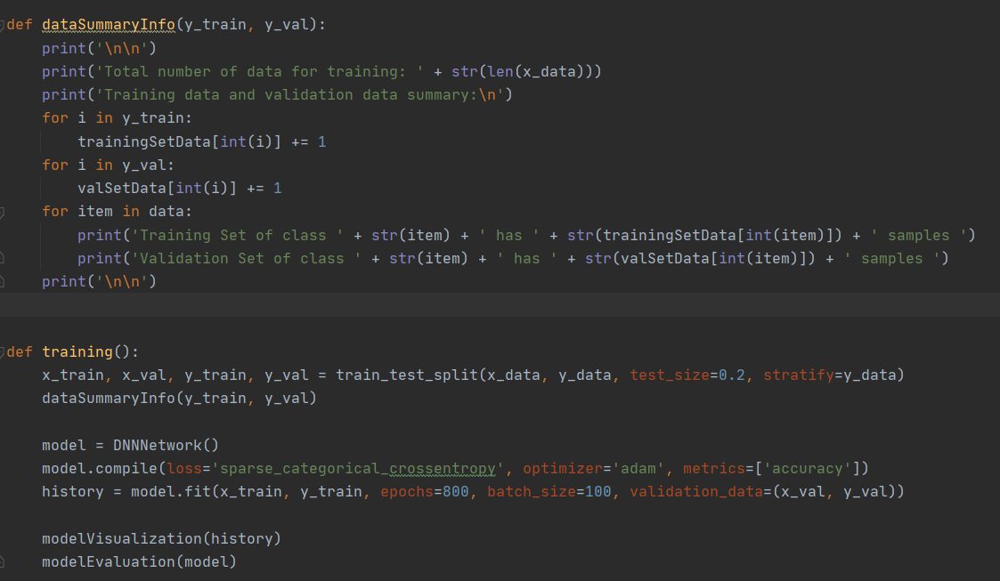 def dataSummaryInfo(y_train, y_val):
    print('\n\n')
    print('Total number of data for training: ' + str(len(x_data)))
    print('Training data and validation data summary:\n')
    for i in y_train:
        trainingSetData[int(i)] += 1
    for i in y_val:
        valSetData[int(i)] += 1
    for item in data:
        print('Training Set of class ' + str(item) + ' has ' + str(trainingSetData[int(item)]) + ' samples ')
        print('Validation Set of class ' + str(item) + ' has ' + str(valSetData[int(item)]) + ' samples ')
    print('\n\n')
def training():
    x_train, x_val, y_train, y_val = train_test_split(x_data, y_data, test_size=0.2, stratify=y_data)
    dataSummaryInfo(y_train, y_val)
    model = DNNNetwork()
    model.compile(loss='sparse_categorical_crossentropy', optimizer='adam', metrics=['accuracy'])
    history = model.fit(x_train, y_train, epochs=800, batch_size=100, validation_data=(x_val, y_val))
    modelVisualization(history)
    modelEvaluation(model)